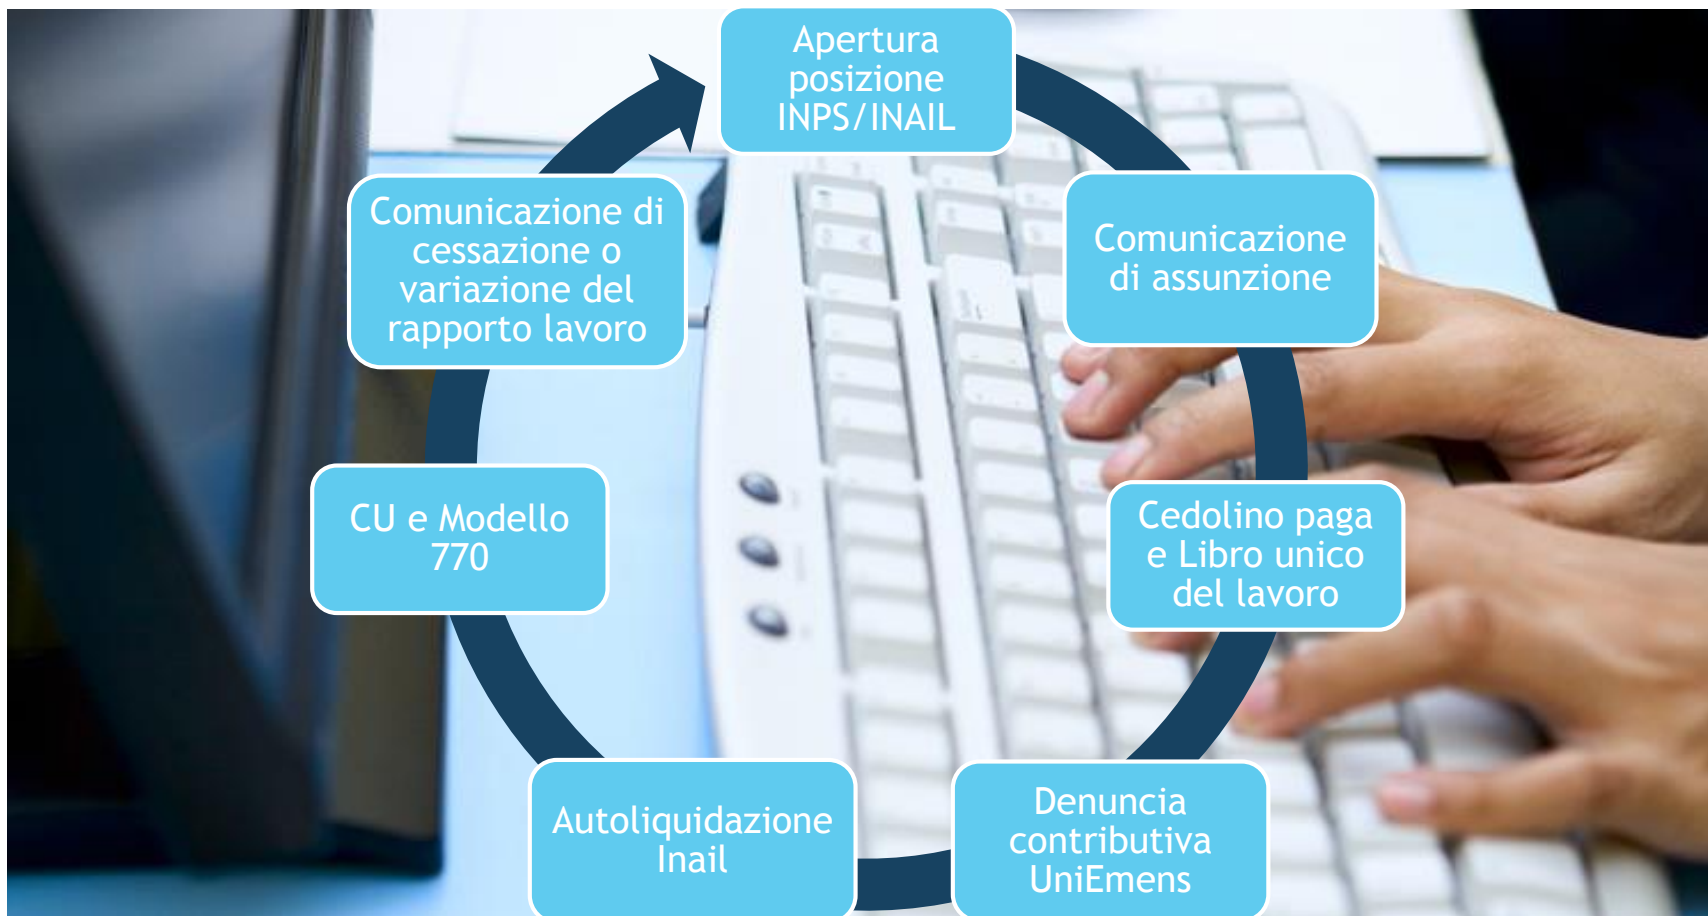 Apertura
posizione
INPS/INAIL
Comunicazione
di assunzione
Cedolino paga
e Libro unico
del lavoro
Denuncia
contributiva
UniEmens
Autoliquidazione
Inail
CU e Modello
770
Comunicazione di
cessazione o
variazione del
rapporto lavoro